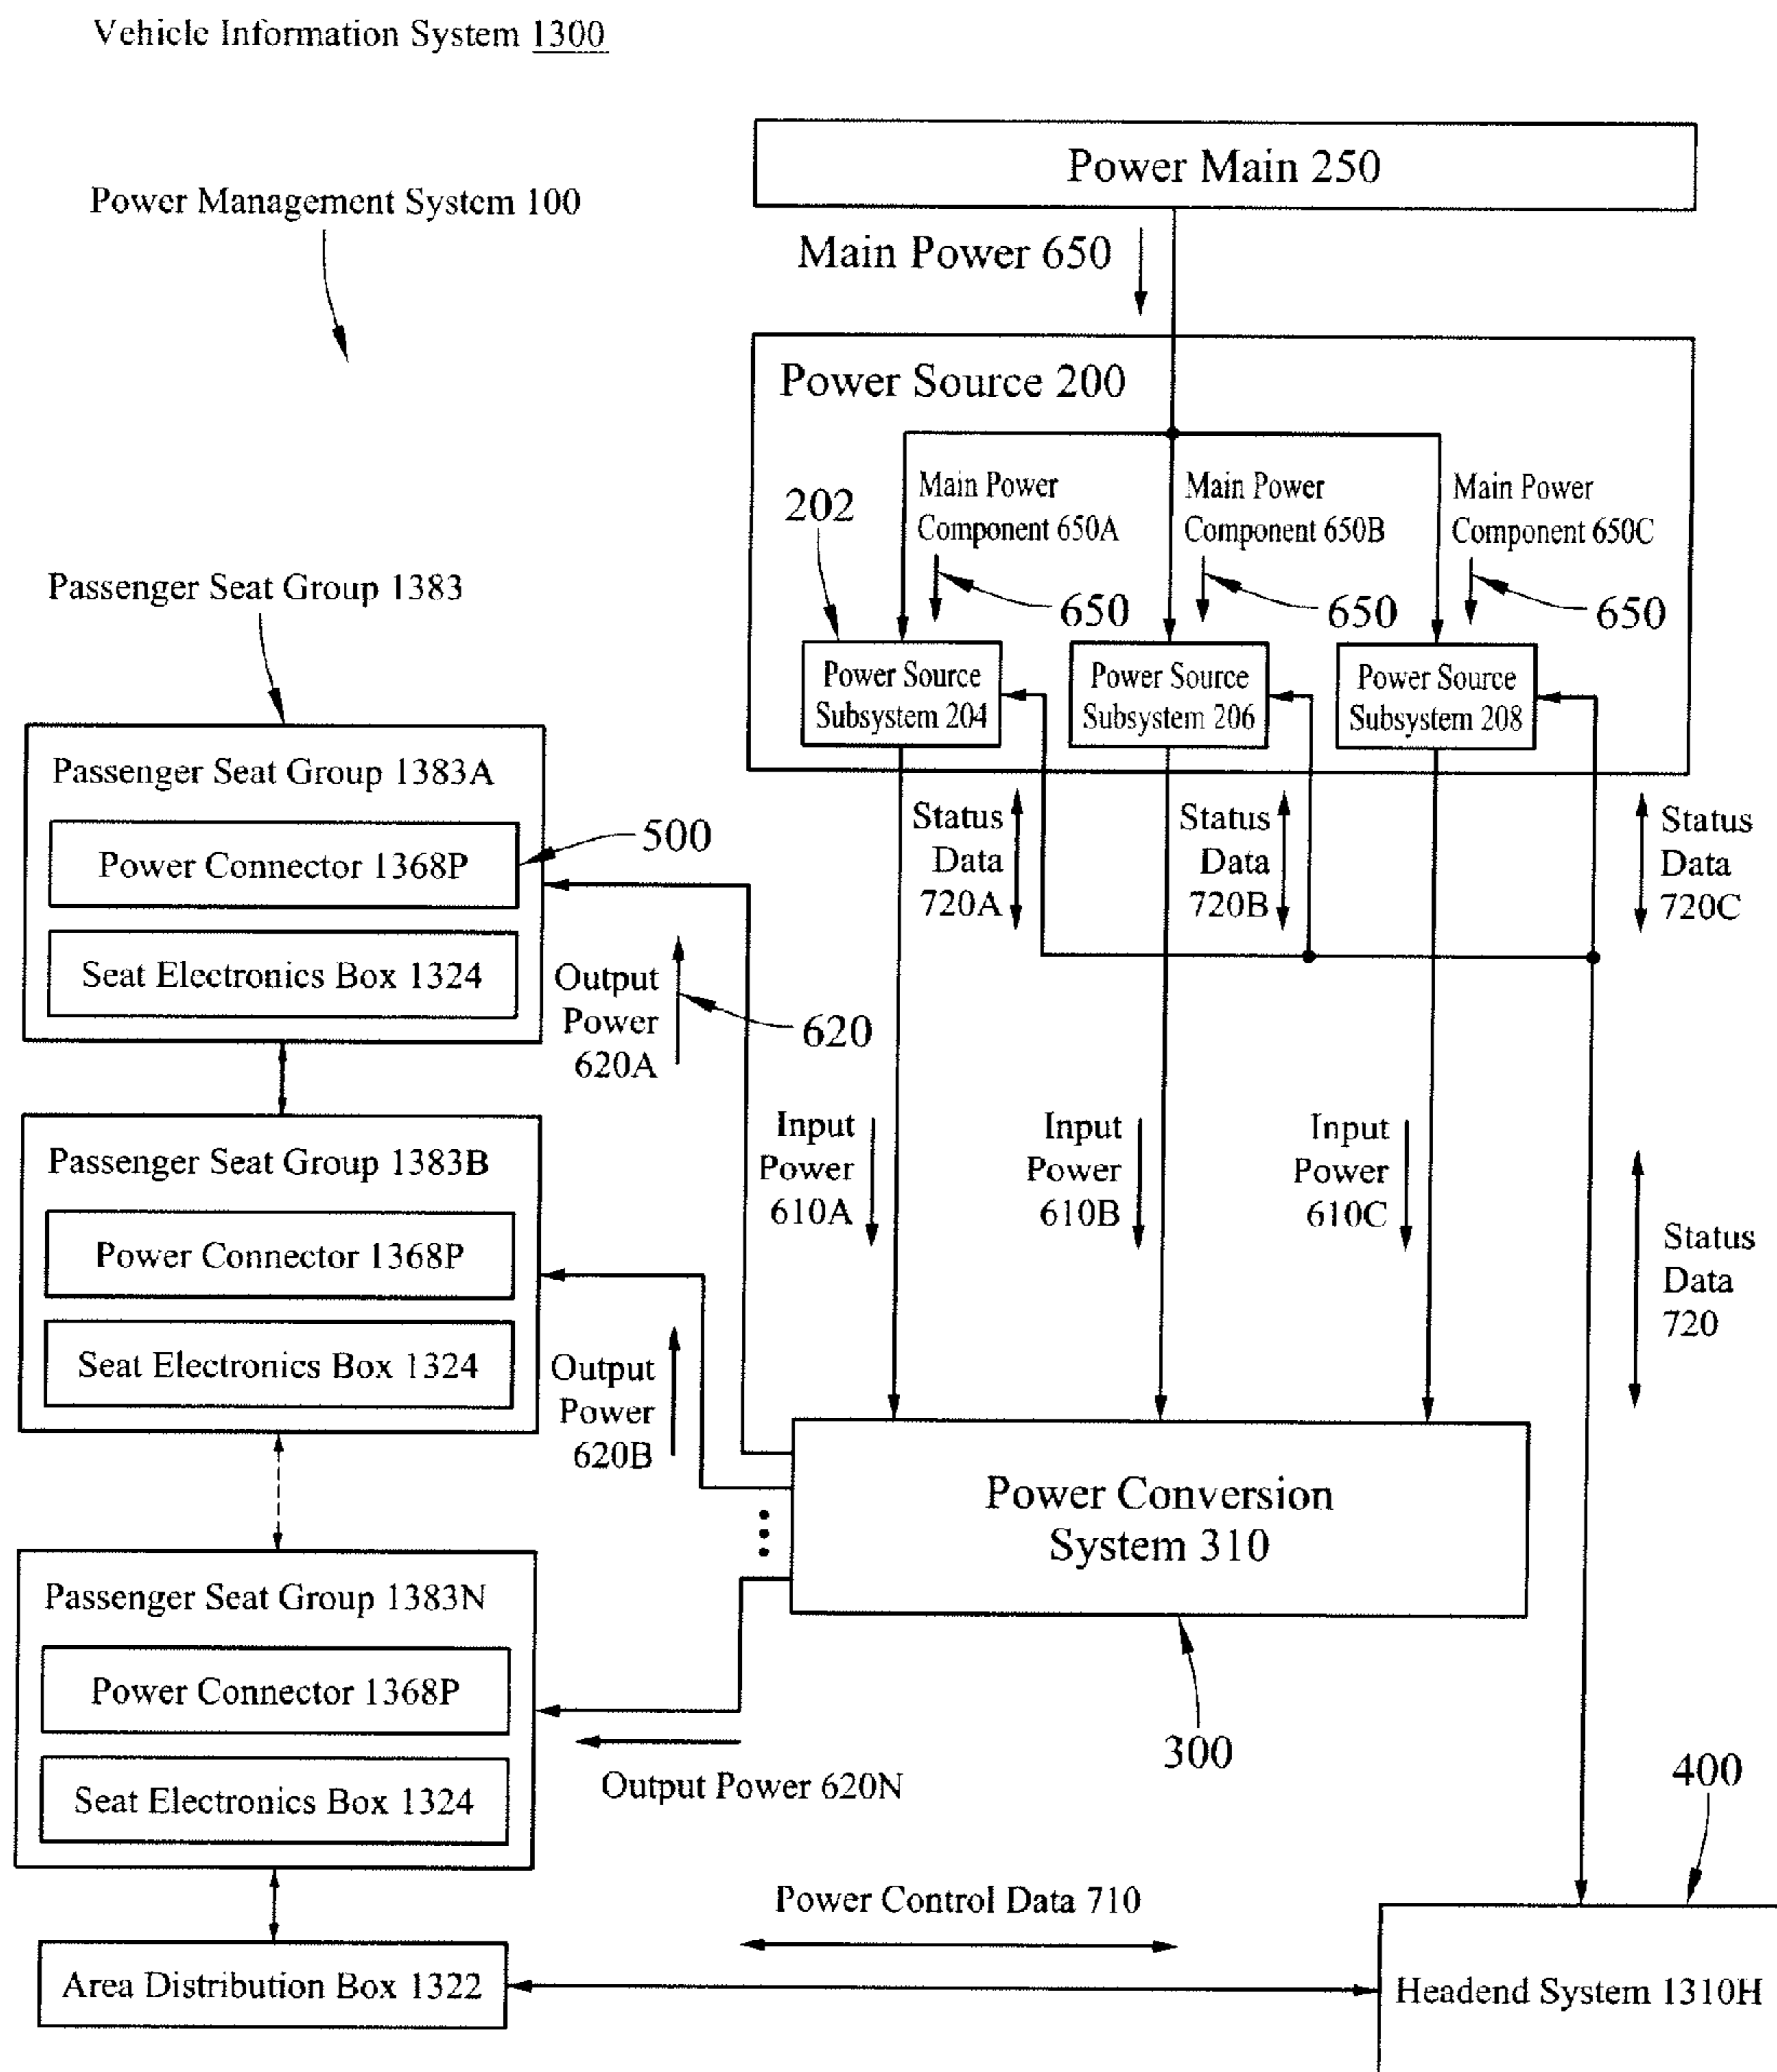 Vehicle Information System 1300
Power Main 250
Power Management System 100
Main Power 650
Power Source 200
202
Main Power
Component 650A
Main Power
Component 650B
Main Power
Component 650C
650
650
650
Power Source
Subsystem 204
Power Source
Subsystem 206
Power Source
Subsystem 208
Passenger Seat Group 1383
Passenger Seat Group 1383A
Power Connector 1368P
500
Seat Electronics Box 1324
Status
Data
720A
Status
Data
720B
Status
Data
720C
Output
Power
620A
620
Passenger Seat Group 1383B
Power Connector 1368P
Seat Electronics Box 1324
Input
Power
610A
Input
Power
610B
Input
Power
610C
Status
Data
720
Output
Power
620B
Power Conversion
System 310
Passenger Seat Group 1383N
Power Connector 1368P
Seat Electronics Box 1324
Output Power 620N
300
400
Power Control Data 710
Area Distribution Box 1322
Headend System 1310H